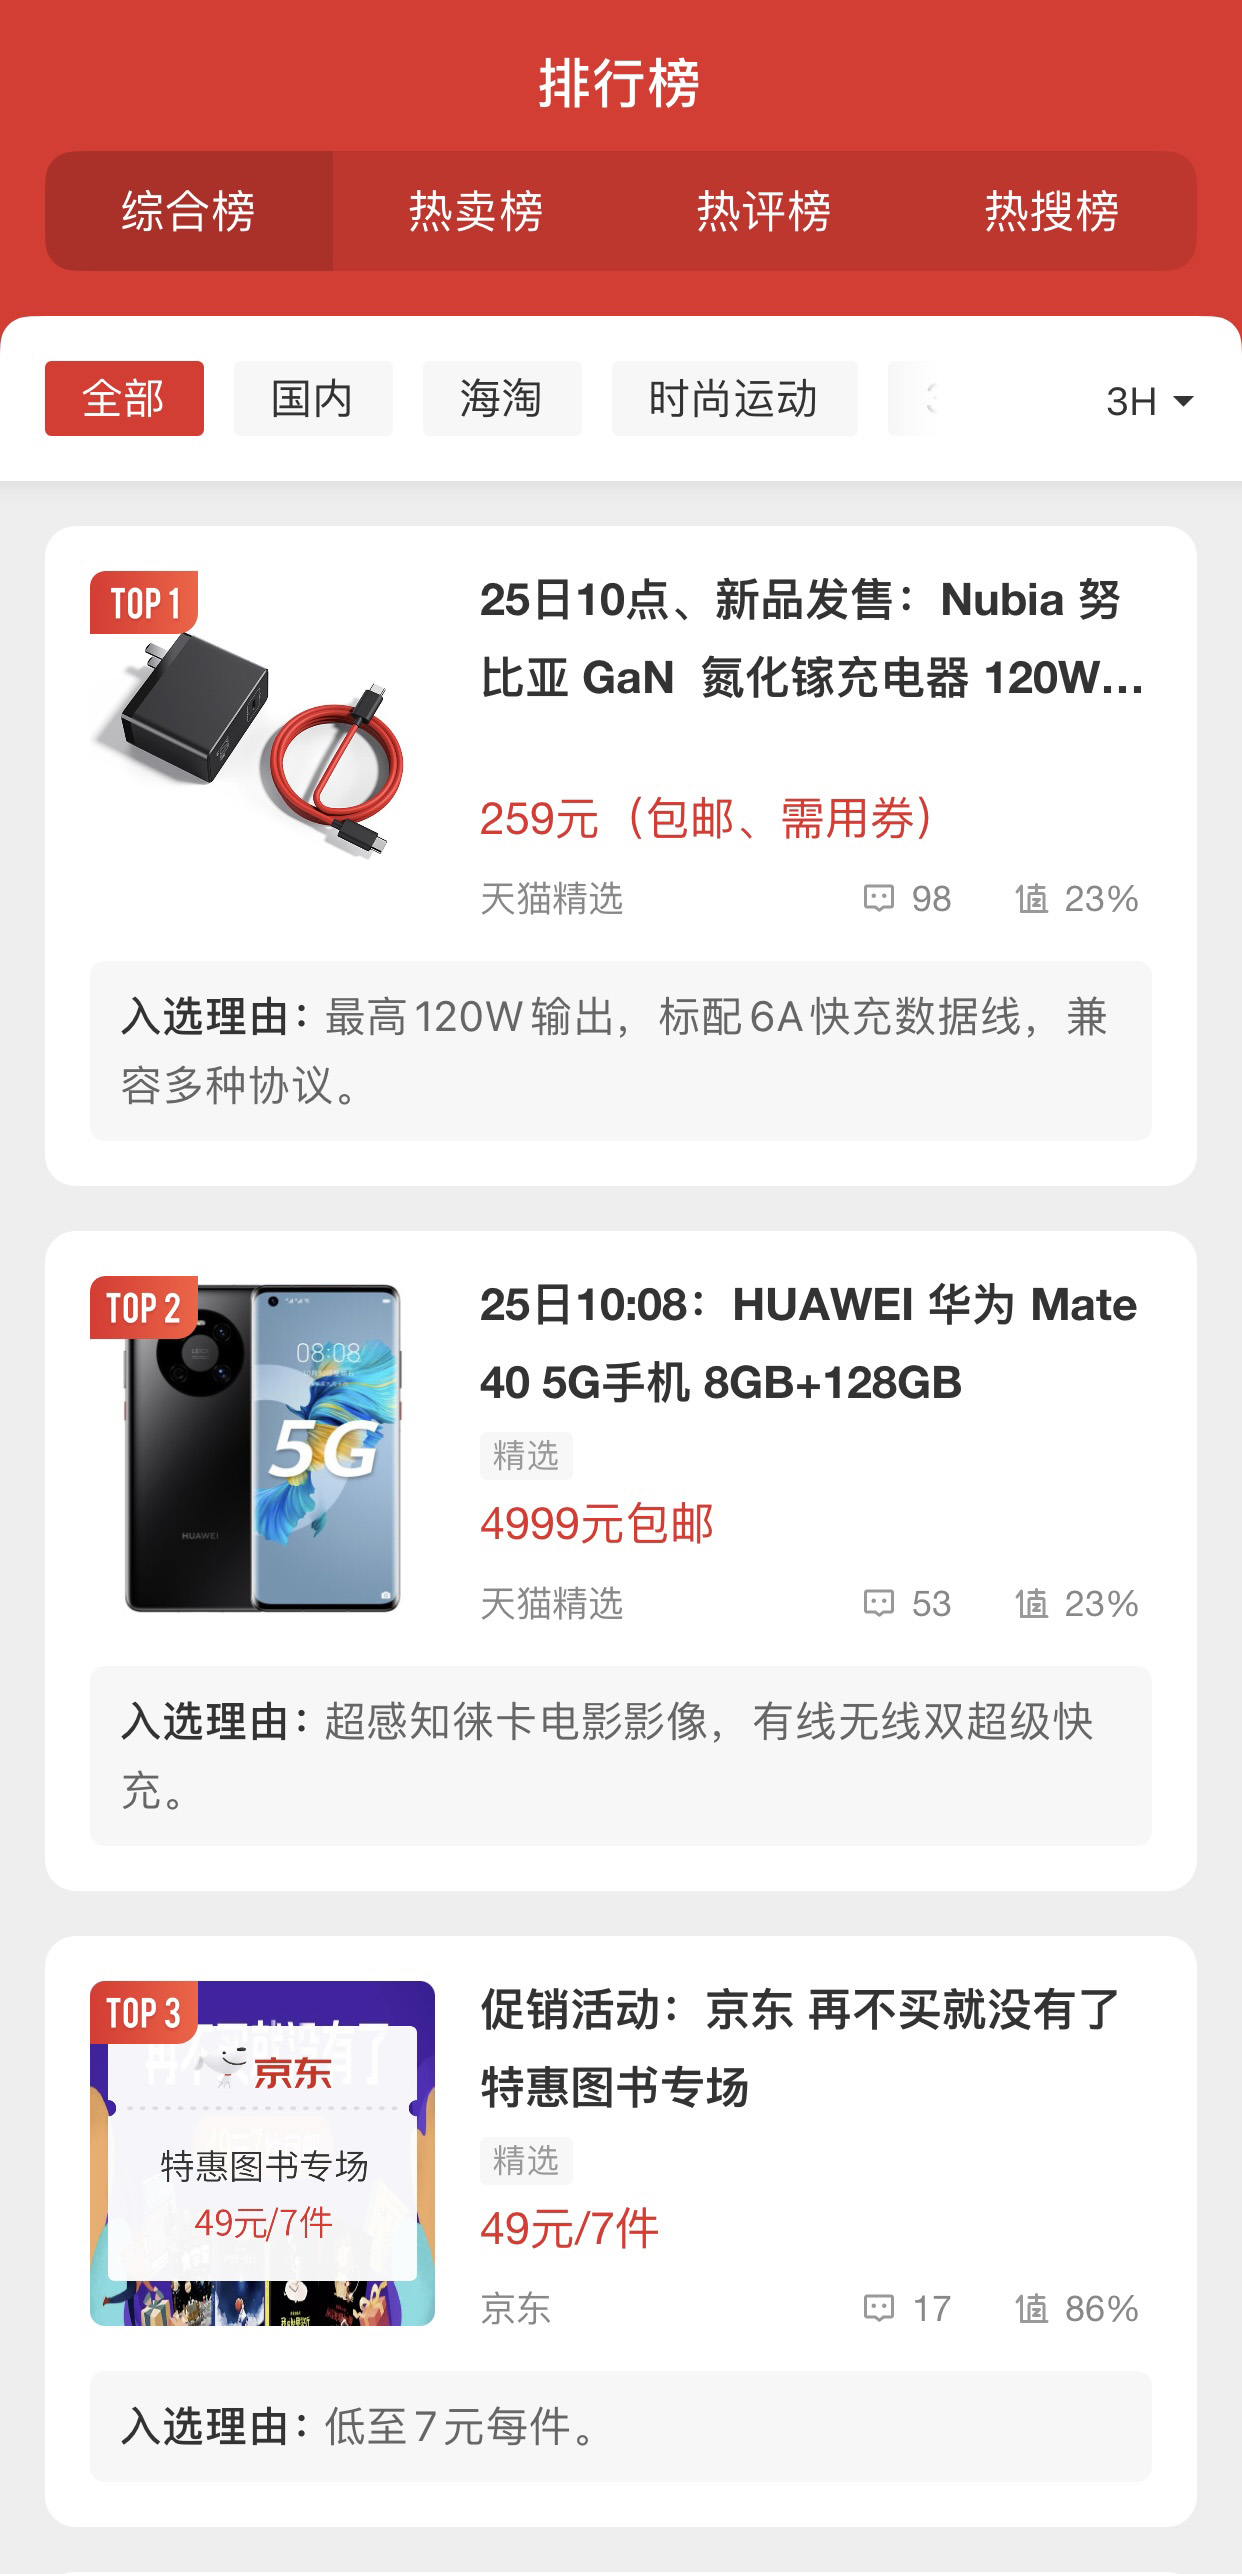 排行榜
综合榜 热卖榜 热评榜 热搜榜
全部 国内 海淘 时尚运动 3H
TOP 1
25日10点、新品发售：Nubia 努
比亚 GaN 氮化镓充电器 120W...
259元（包邮、需用券）
天猫精选 98 值 23%
入选理由：最高120W输出，标配6A快充数据线，兼
容多种协议。
TOP 2
08:08
5G
HUAWEI
25日10:08：HUAWEI 华为 Mate
40 5G手机 8GB+128GB
精选
4999元包邮
天猫精选 53 值 23%
入选理由：超感知徕卡电影影像，有线无线双超级快
充。
TOP 3
再不买就没有了
京东
特惠图书专场
49元/7件
促销活动：京东 再不买就没有了
特惠图书专场
精选
49元/7件
京东 17 值 86%
入选理由：低至7元每件。